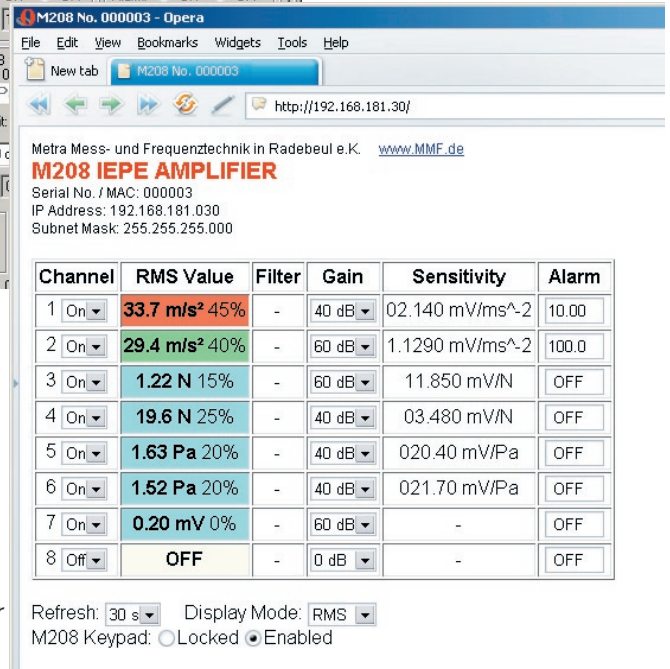 M208 No. 000003 - Opera
File Edit View Bookmarks Widgets Tools Help
New tab M208 No. 000003
http://192.168.181.30/
Metra Mess- und Frequenztechnik in Radebeul e.K. www.MMF.de
M208 IEPE AMPLIFIER
Serial No. / MAC: 000003
IP Address: 192.168.181.030
Subnet Mask: 255.255.255.000
Channel RMS Value Filter Gain Sensitivity Alarm
1 On 33.7 m/s² 45% - 40 dB 02.140 mV/ms^-2 10.00
2 On 29.4 m/s² 40% - 60 dB 1.1290 mV/ms^-2 100.0
3 On 1.22 N 15% - 60 dB 11.850 mV/N OFF
4 On 19.6 N 25% - 40 dB 03.480 mV/N OFF
5 On 1.63 Pa 20% - 40 dB 020.40 mV/Pa OFF
6 On 1.52 Pa 20% - 40 dB 021.70 mV/Pa OFF
7 On 0.20 mV 0% - 60 dB - OFF
8 Off OFF - 0 dB - OFF
Refresh: 30 s Display Mode: RMS
M208 Keypad: Locked Enabled